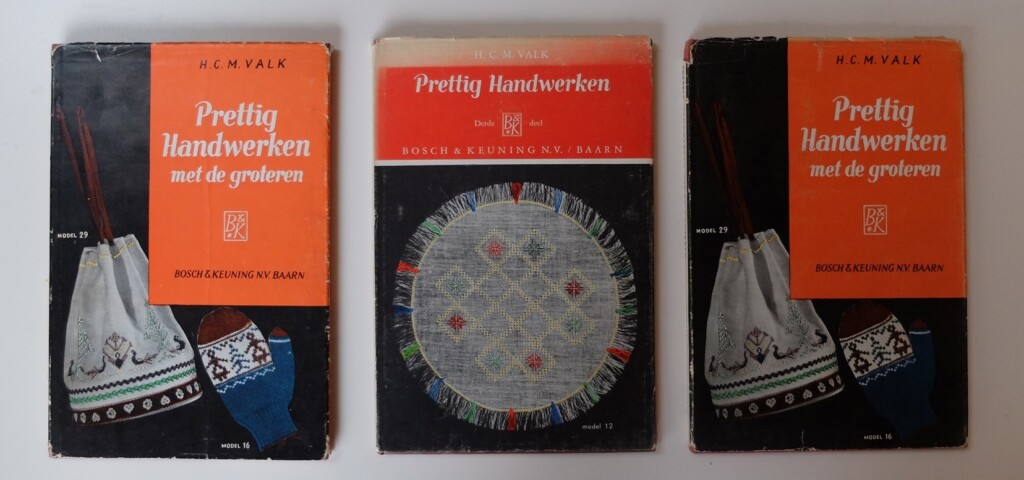 H. C. M. VALK
Prettig
Handwerken
met de groteren
B&K
BOSCH & KEUNING N.V. BAARN
MODEL 29
MODEL 16
H. C. M. VALK
Prettig Handwerken
Derde B&K deel
BOSCH & KEUNING N.V. / BAARN
model 12
H. C. M. VALK
Prettig
Handwerken
met de groteren
B&K
BOSCH & KEUNING N.V. BAARN
MODEL 29
MODEL 16